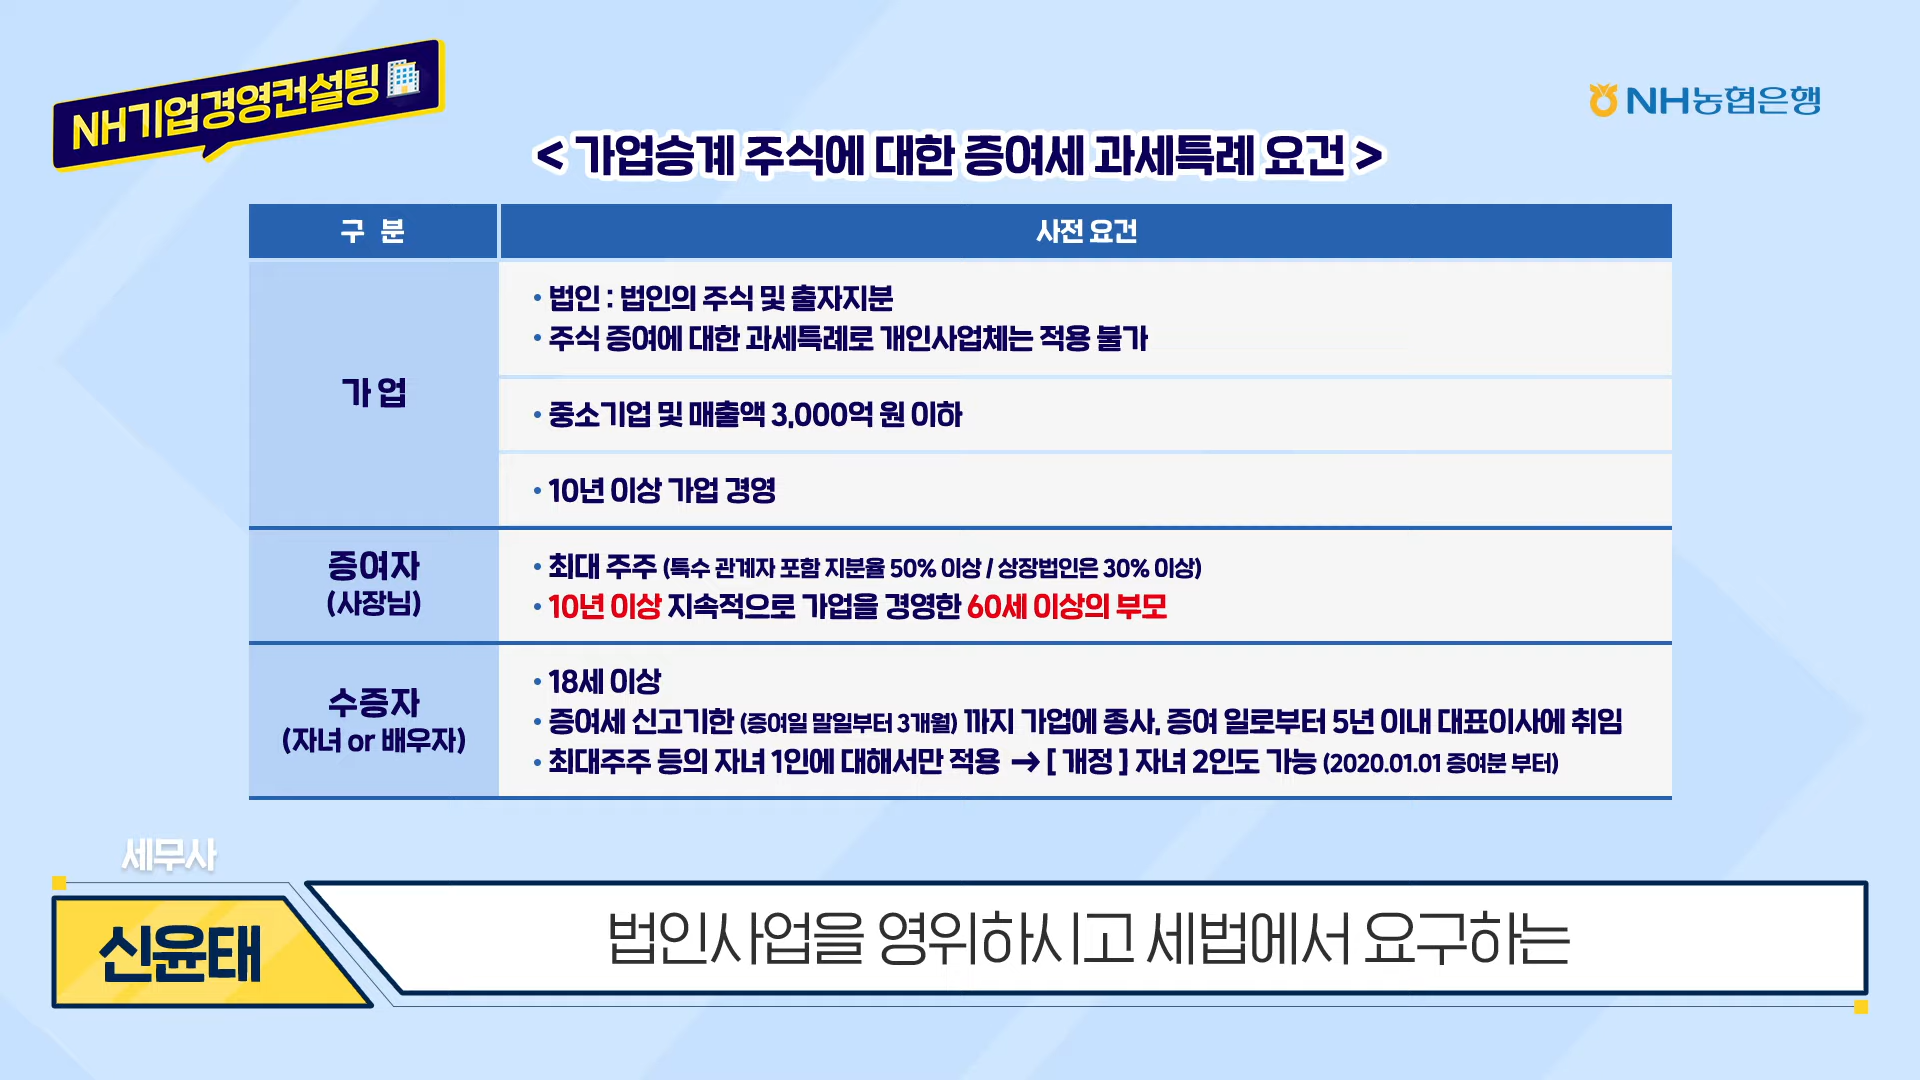 NH기업경영컨설팅
NH농협은행
< 가업승계 주식에 대한 증여세 과세특례 요건 >
구 분
사전 요건
가 업
• 법인 : 법인의 주식 및 출자지분
• 주식 증여에 대한 과세특례로 개인사업체는 적용 불가
• 중소기업 및 매출액 3,000억 원 이하
• 10년 이상 가업 경영
증여자
(사장님)
• 최대 주주 (특수 관계자 포함 지분율 50% 이상 / 상장법인은 30% 이상)
• 10년 이상 지속적으로 가업을 경영한 60세 이상의 부모
수증자
(자녀 or 배우자)
• 18세 이상
• 증여세 신고기한 (증여일 말일부터 3개월) 까지 가업에 종사, 증여 일로부터 5년 이내 대표이사에 취임
• 최대주주 등의 자녀 1인에 대해서만 적용 → [ 개정 ] 자녀 2인도 가능 (2020.01.01 증여분 부터)
세무사
신윤태
법인사업을 영위하시고 세법에서 요구하는